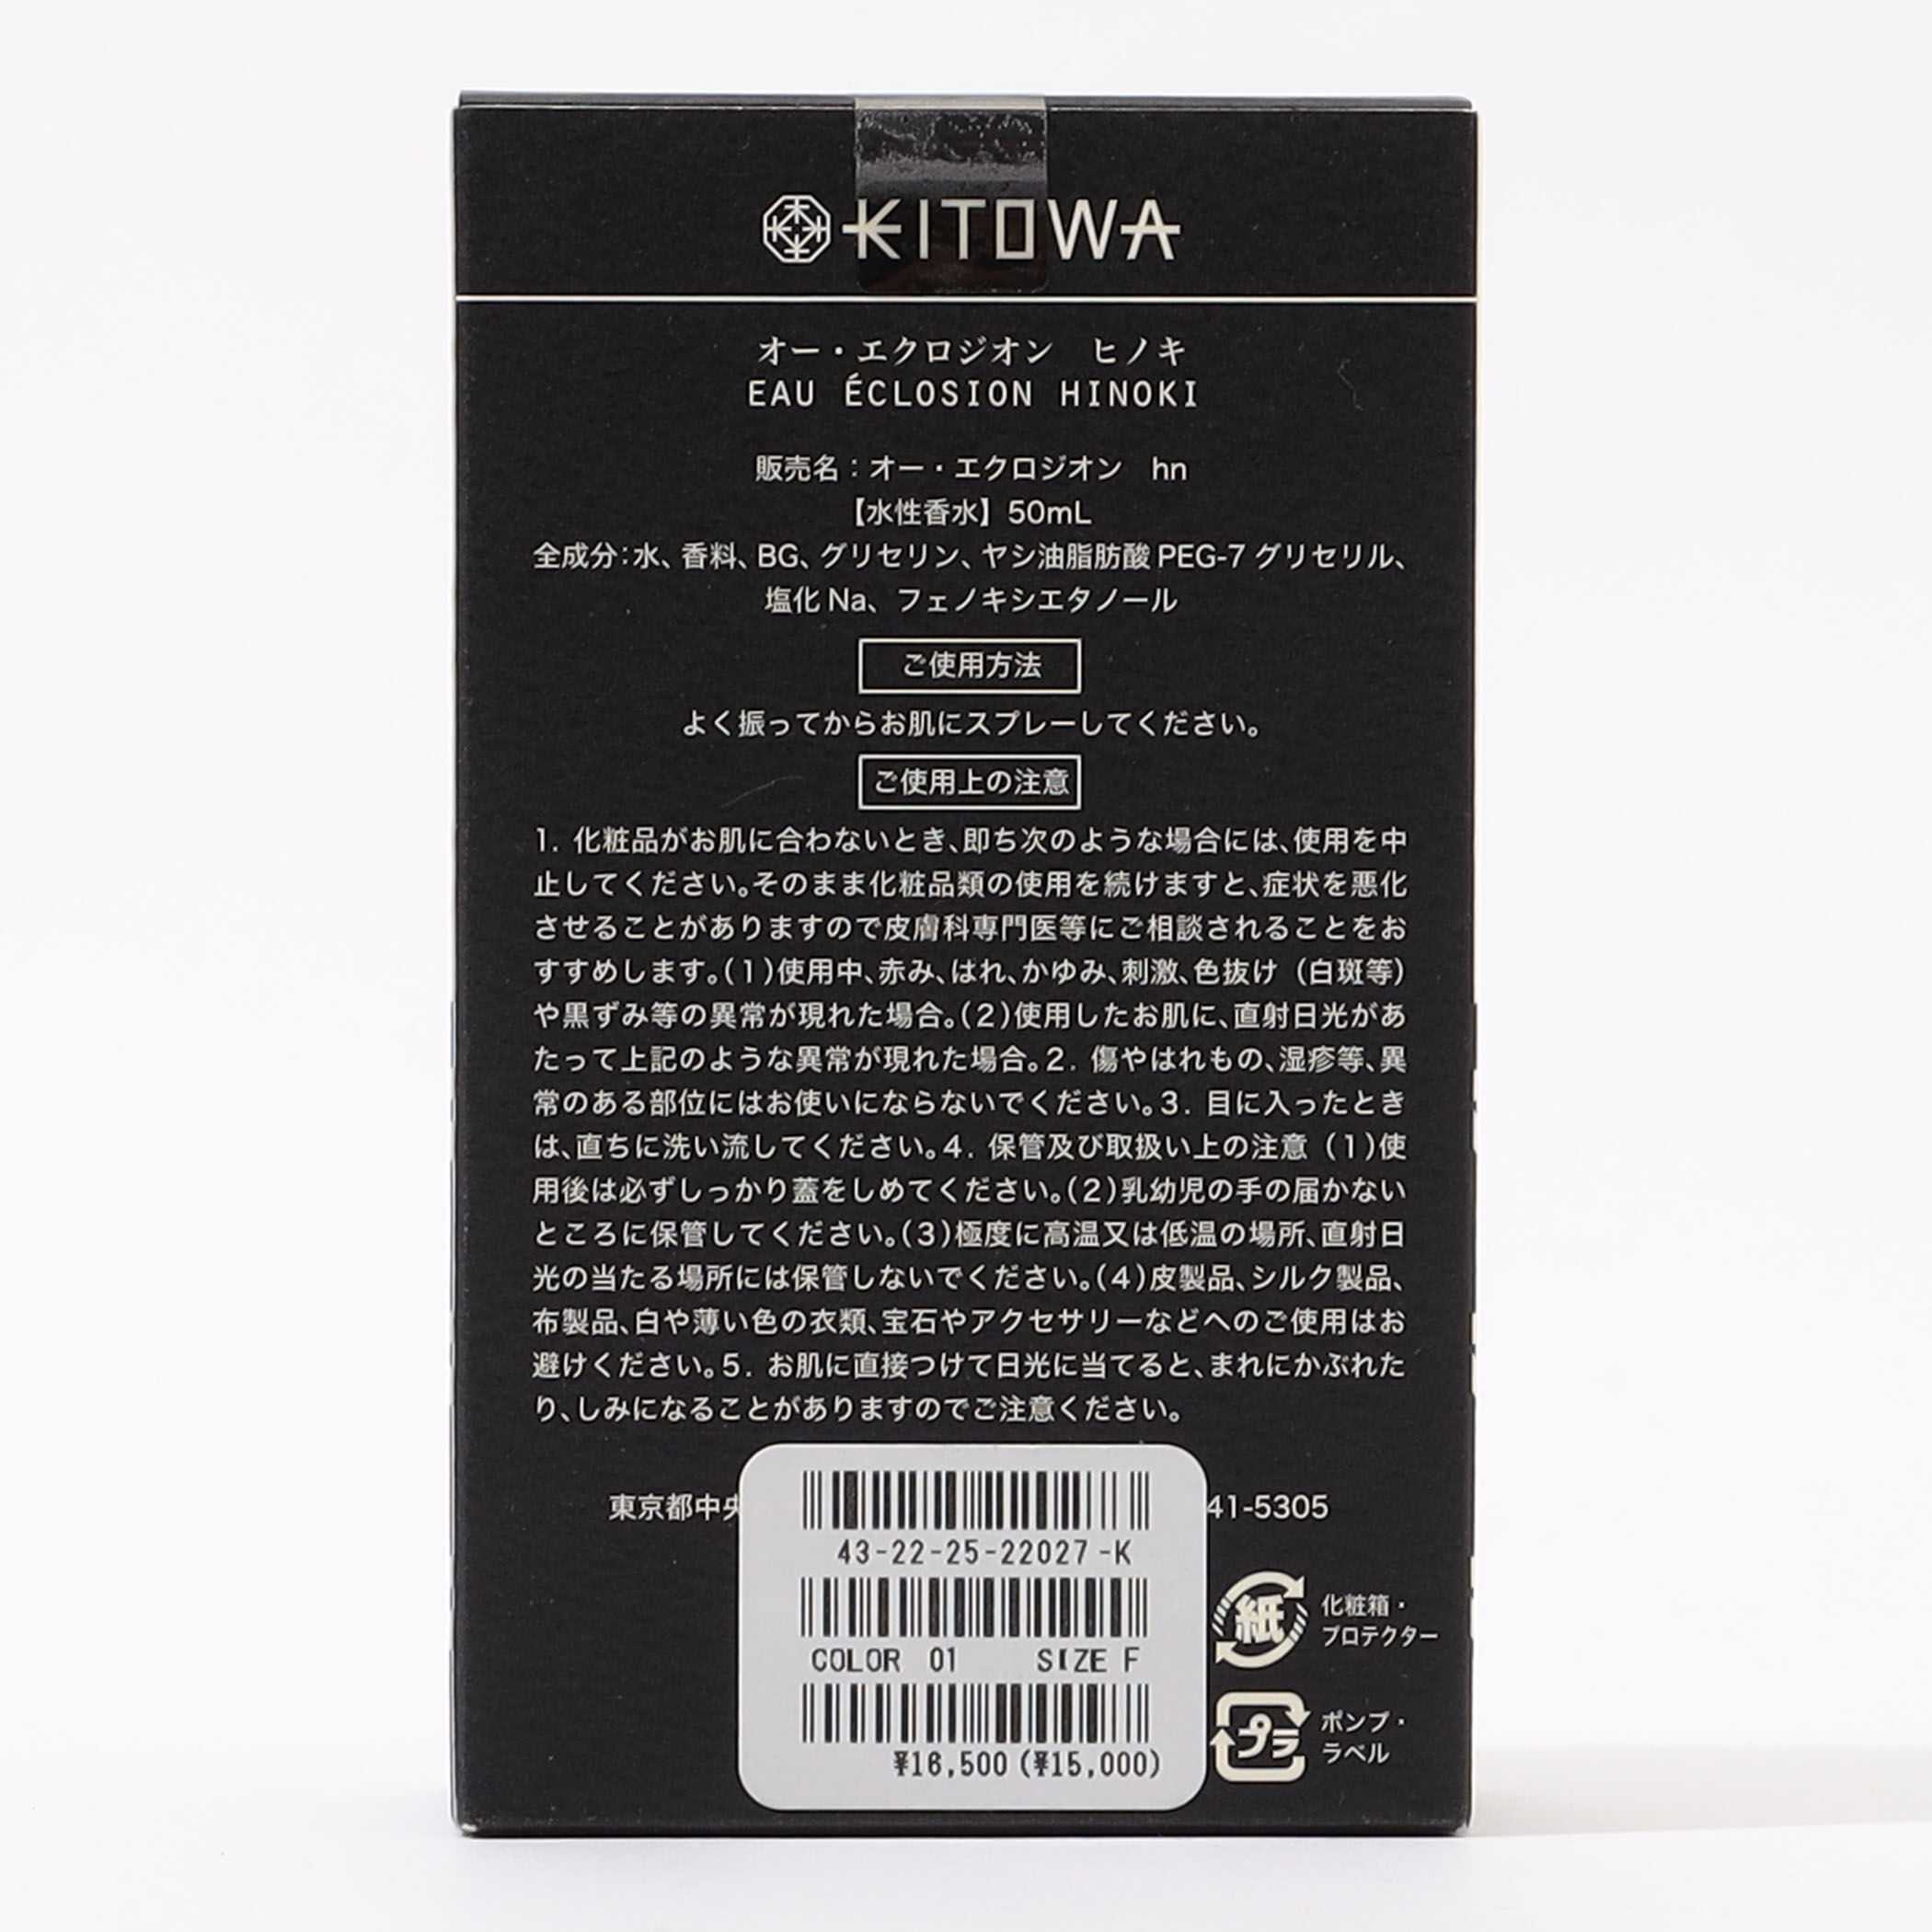 KITOWA
オー・エクロジオン　ヒノキ
EAU ÉCLOSION HINOKI
販売名：オー・エクロジオン　hn
【水性香水】50mL
全成分：水、香料、BG、グリセリン、ヤシ油脂肪酸PEG-7グリセリル、
塩化Na、フェノキシエタノール
ご使用方法
よく振ってからお肌にスプレーしてください。
ご使用上の注意
1. 化粧品がお肌に合わないとき、即ち次のような場合には、使用を中
止してください。そのまま化粧品類の使用を続けますと、症状を悪化
させることがありますので皮膚科専門医等にご相談されることをお
すすめします。(1)使用中、赤み、はれ、かゆみ、刺激、色抜け（白斑等）
や黒ずみ等の異常が現れた場合。(2)使用したお肌に、直射日光があ
たって上記のような異常が現れた場合。2. 傷やはれもの、湿疹等、異
常のある部位にはお使いにならないでください。3. 目に入ったとき
は、直ちに洗い流してください。4. 保管及び取扱い上の注意（1)使
用後は必ずしっかり蓋をしめてください。(2)乳幼児の手の届かない
ところに保管してください。(3)極度に高温又は低温の場所、直射日
光の当たる場所には保管しないでください。(4)皮製品、シルク製品、
布製品、白や薄い色の衣類、宝石やアクセサリーなどへのご使用はお
避けください。5. お肌に直接つけて日光に当てると、まれにかぶれた
り、しみになることがありますのでご注意ください。
東京都中央 41-5305
43-22-25-22027-K
COLOR 01 SIZE F
¥16,500 (¥15,000)
紙 化粧箱・
プロテクター
プラ ポンプ・
ラベル